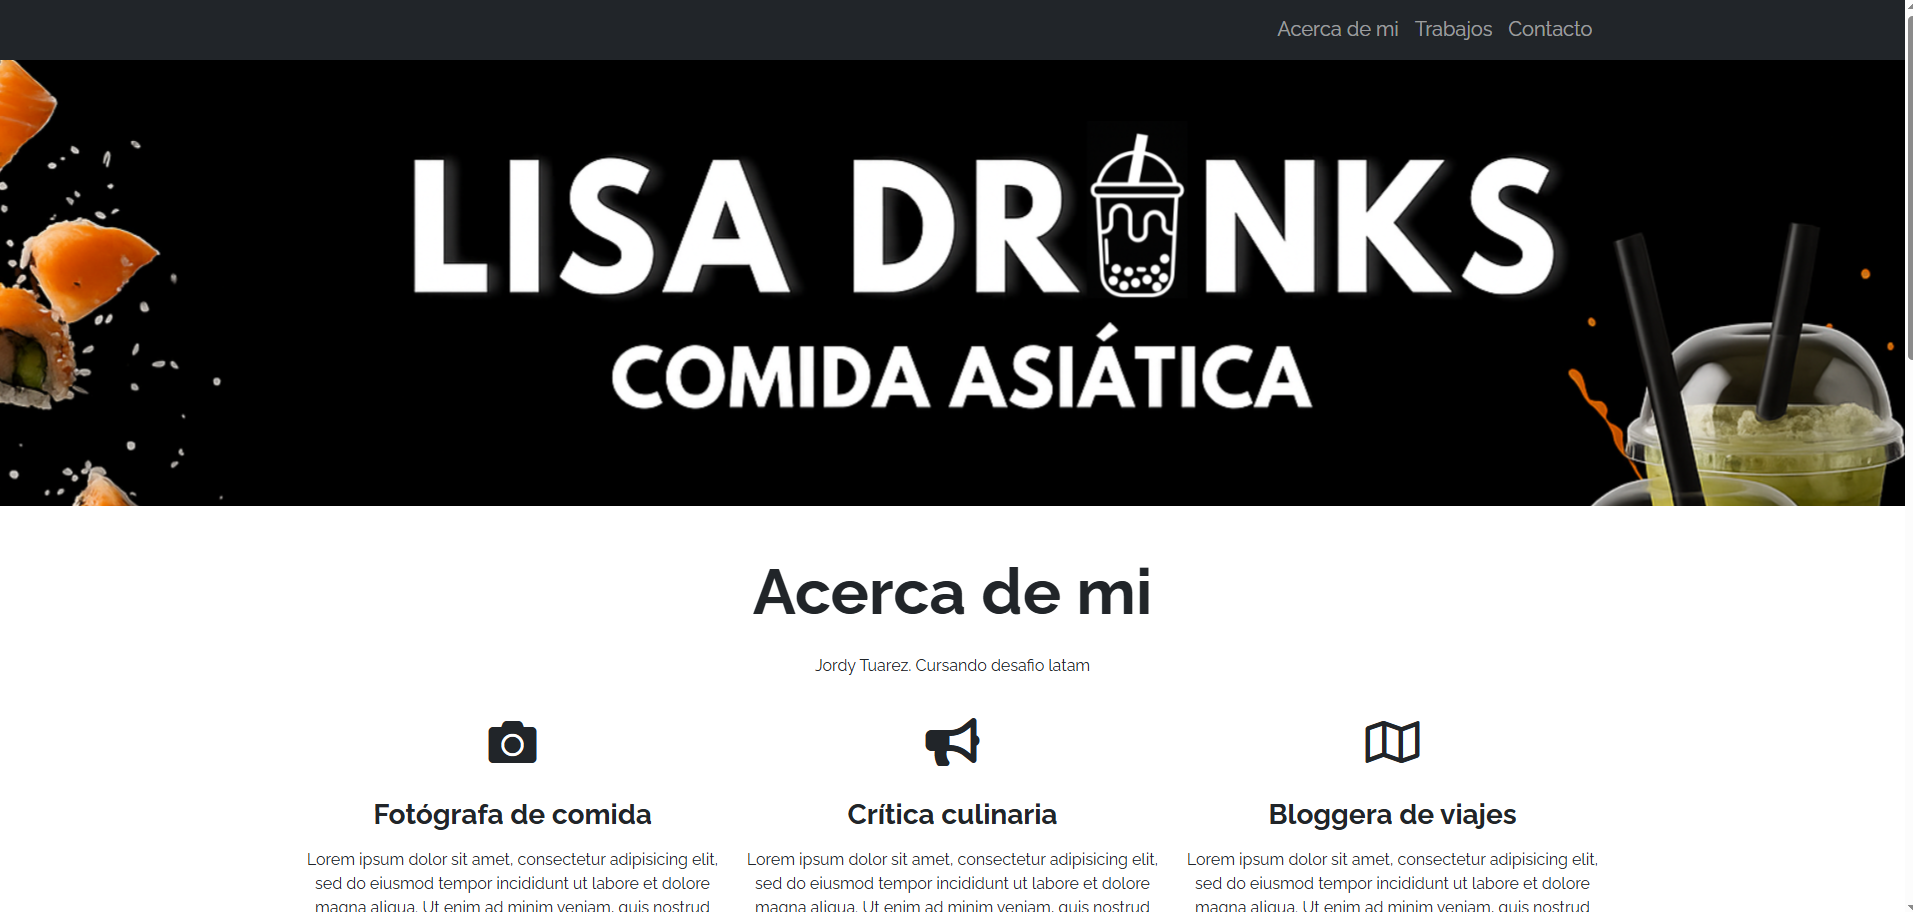 Acerca de mi Trabajos Contacto
LISA DRINKS
COMIDA ASIÁTICA
Acerca de mi
Jordy Tuarez. Cursando desafio latam
Fotógrafa de comida
Lorem ipsum dolor sit amet, consectetur adipisicing elit,
sed do eiusmod tempor incididunt ut labore et dolore
magna aliqua. Ut enim ad minim veniam, quis nostrud
Crítica culinaria
Lorem ipsum dolor sit amet, consectetur adipisicing elit,
sed do eiusmod tempor incididunt ut labore et dolore
magna aliqua. Ut enim ad minim veniam, quis nostrud
Bloggera de viajes
Lorem ipsum dolor sit amet, consectetur adipisicing elit,
sed do eiusmod tempor incididunt ut labore et dolore
magna aliqua. Ut enim ad minim veniam, quis nostrud